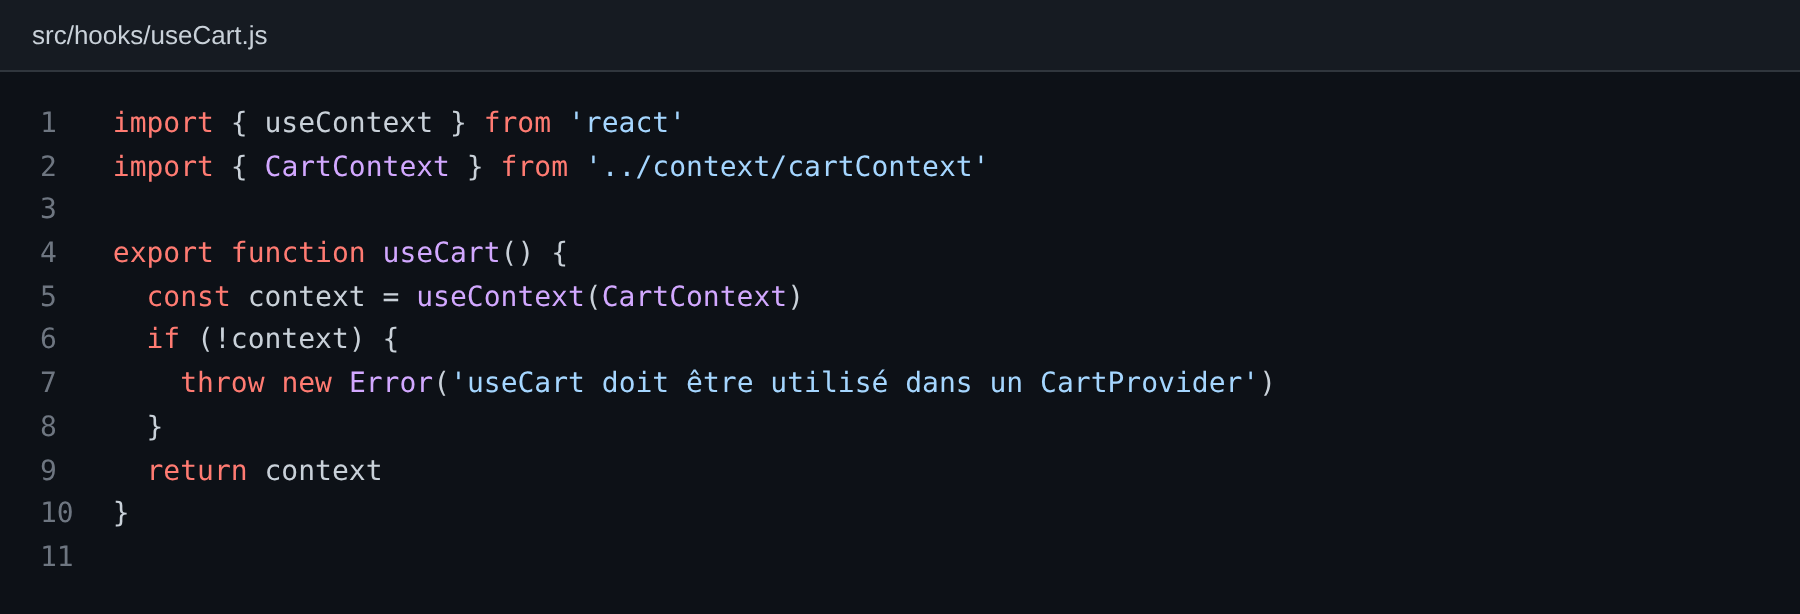 src/hooks/useCart.js
1 import { useContext } from 'react'
2 import { CartContext } from '../context/cartContext'
3
4 export function useCart() {
5   const context = useContext(CartContext)
6   if (!context) {
7     throw new Error('useCart doit être utilisé dans un CartProvider')
8   }
9   return context
10 }
11